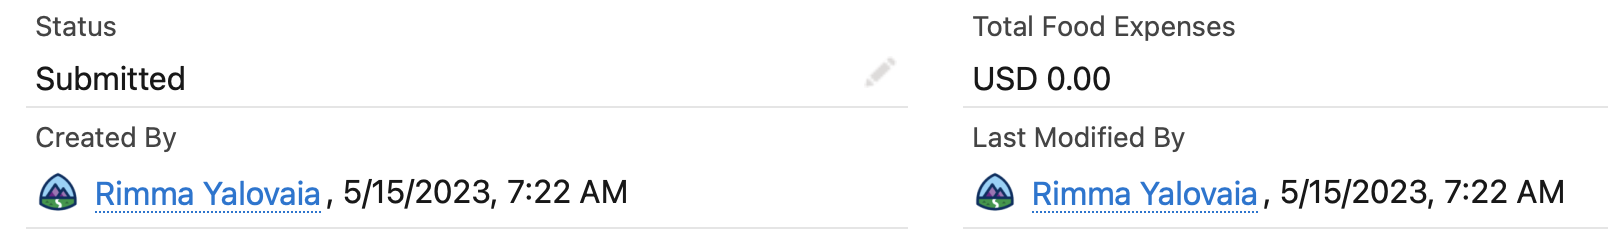 Status
Submitted
Total Food Expenses
USD 0.00
Created By
Rimma Yalovaia, 5/15/2023, 7:22 AM
Last Modified By
Rimma Yalovaia, 5/15/2023, 7:22 AM